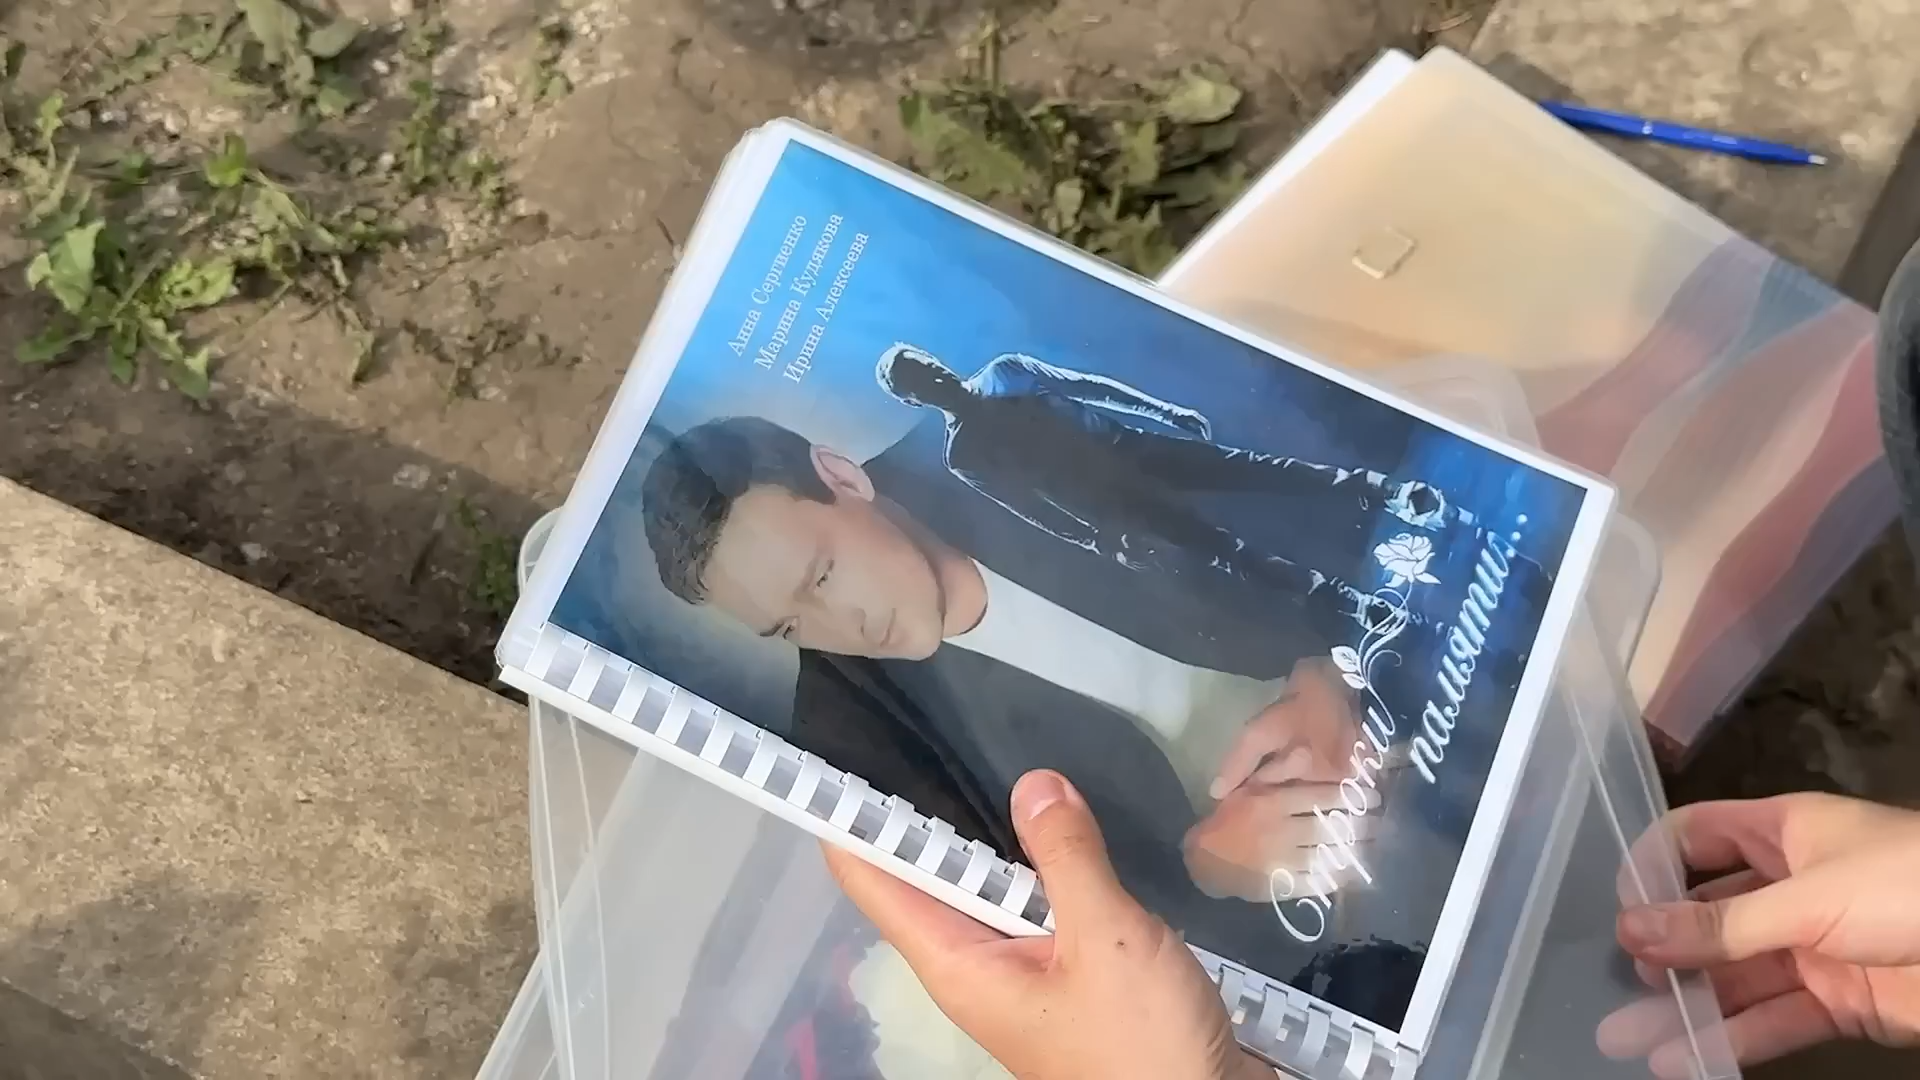 Анна Сергиенко
Марина Кудякова
Ирина Алексеева
Строки
памяти...